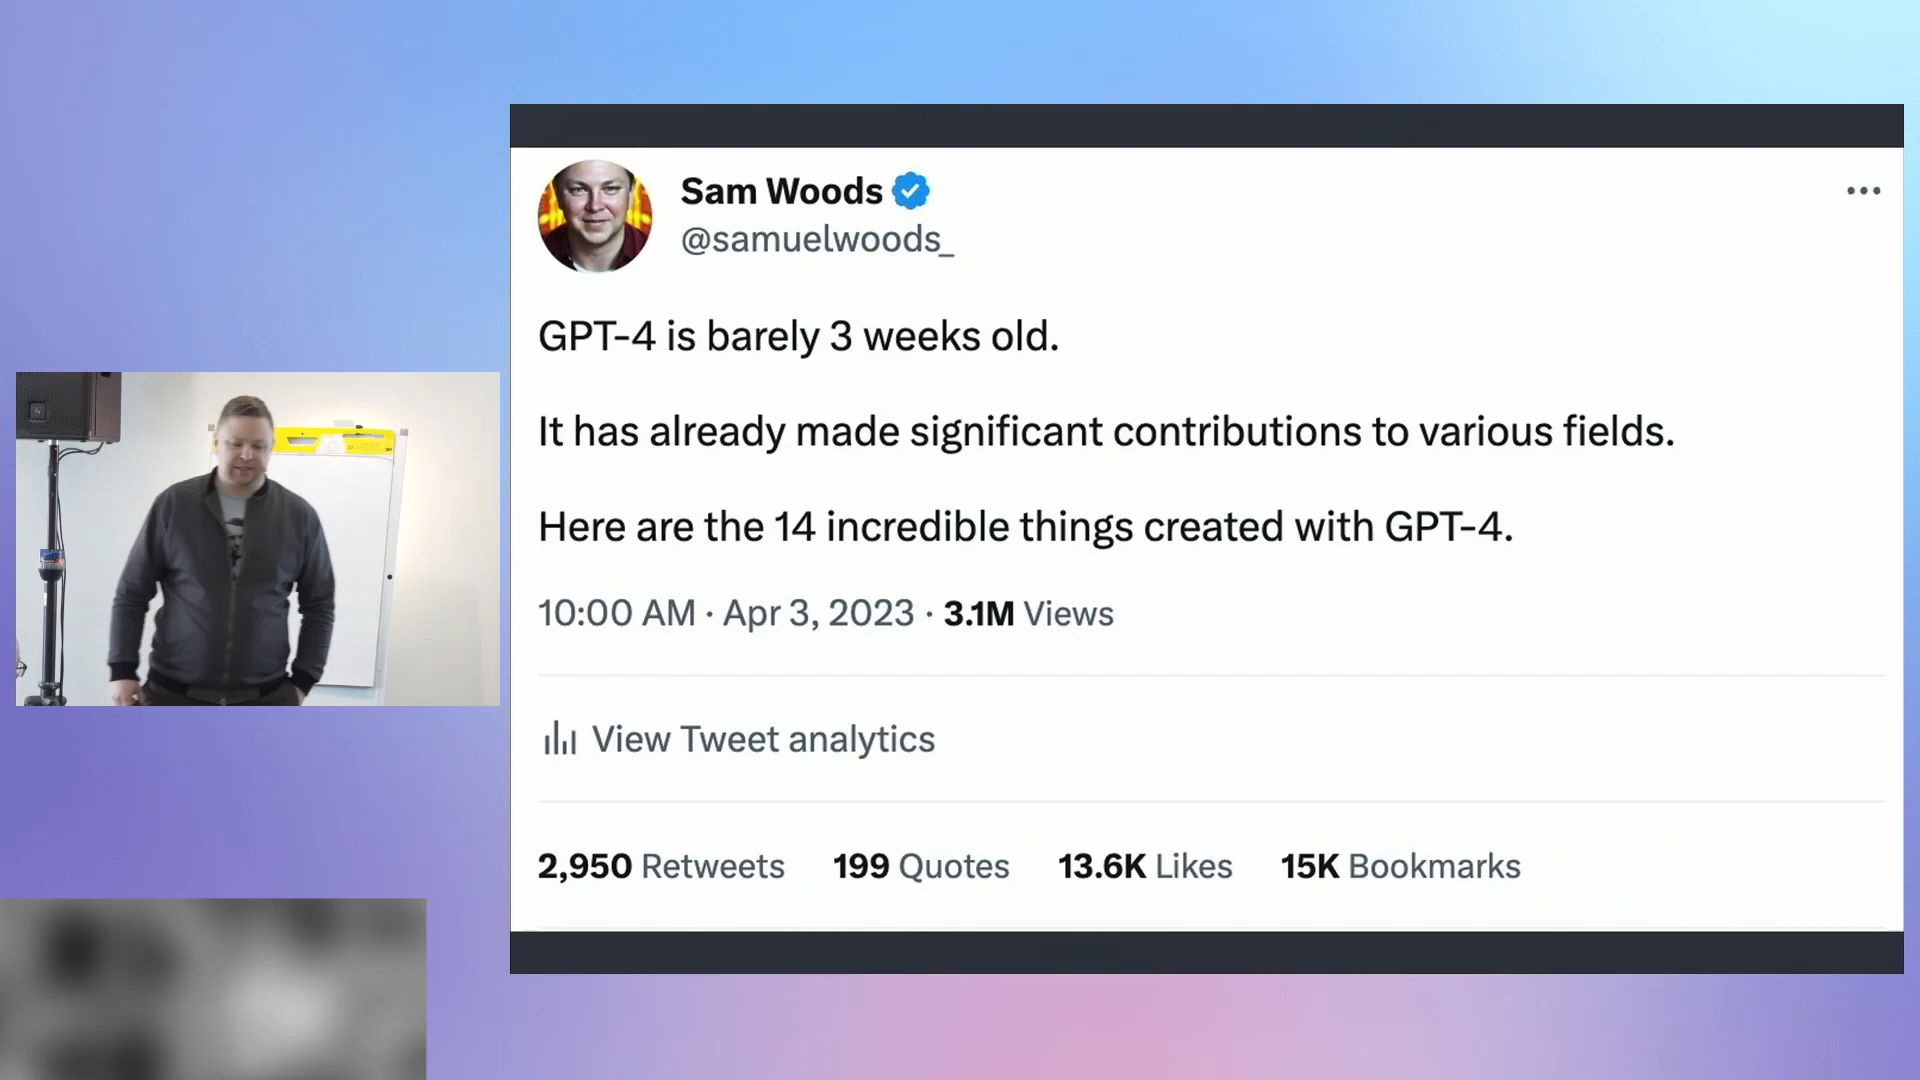 Sam Woods
@samuelwoods_
GPT-4 is barely 3 weeks old.
It has already made significant contributions to various fields.
Here are the 14 incredible things created with GPT-4.
10:00 AM · Apr 3, 2023 · 3.1M Views
View Tweet analytics
2,950 Retweets 199 Quotes 13.6K Likes 15K Bookmarks